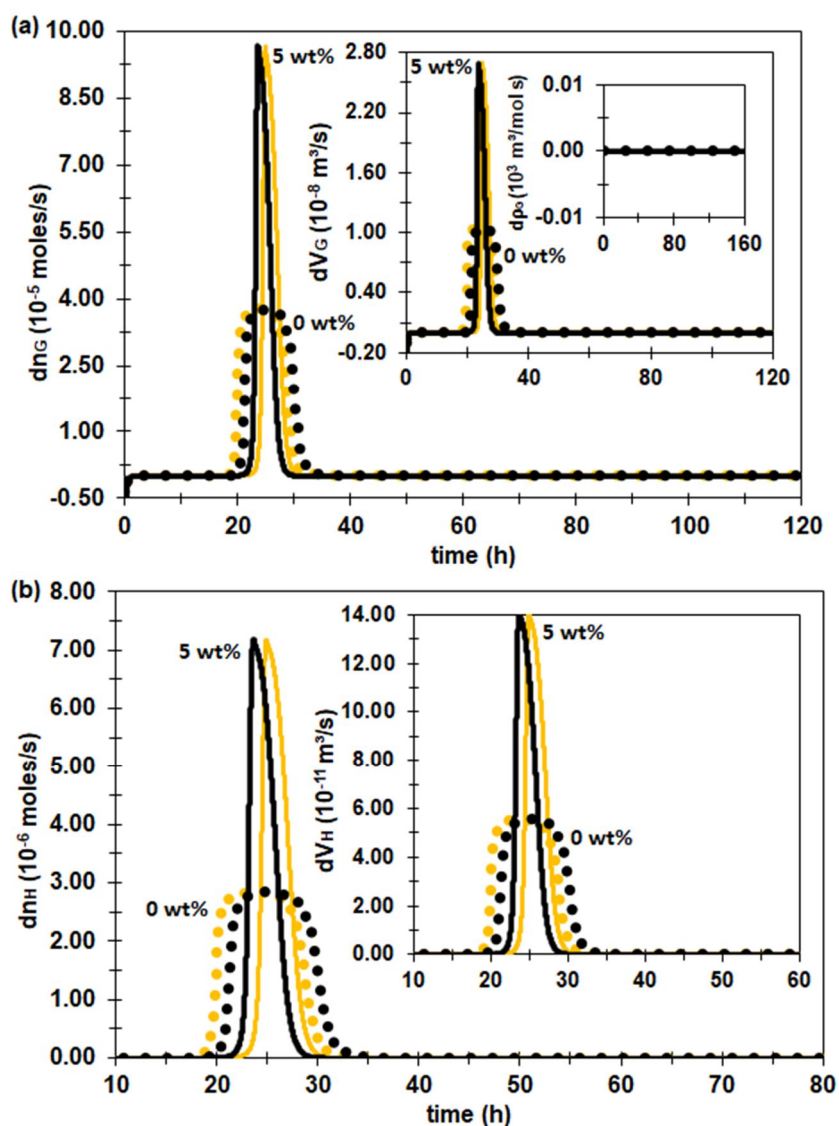 (a)
10.00
8.50
7.00
5.50
4.00
2.50
1.00
-0.50
dnG (10-5 moles/s)
0 20 40 60 80 100 120
time (h)
5 wt%
0 wt%
2.80
2.20
1.60
1.00
0.40
-0.20
dVG (10-8 m³/s)
0 40 80 120
5 wt%
0 wt%
0.01
0.00
-0.01
dρG (10³ m³/mol s)
0 80 160
(b)
8.00
7.00
6.00
5.00
4.00
3.00
2.00
1.00
0.00
dnH (10-6 moles/s)
10 20 30 40 50 60 70 80
time (h)
5 wt%
0 wt%
14.00
12.00
10.00
8.00
6.00
4.00
2.00
0.00
dVH (10-11 m³/s)
10 20 30 40 50 60
5 wt%
0 wt%